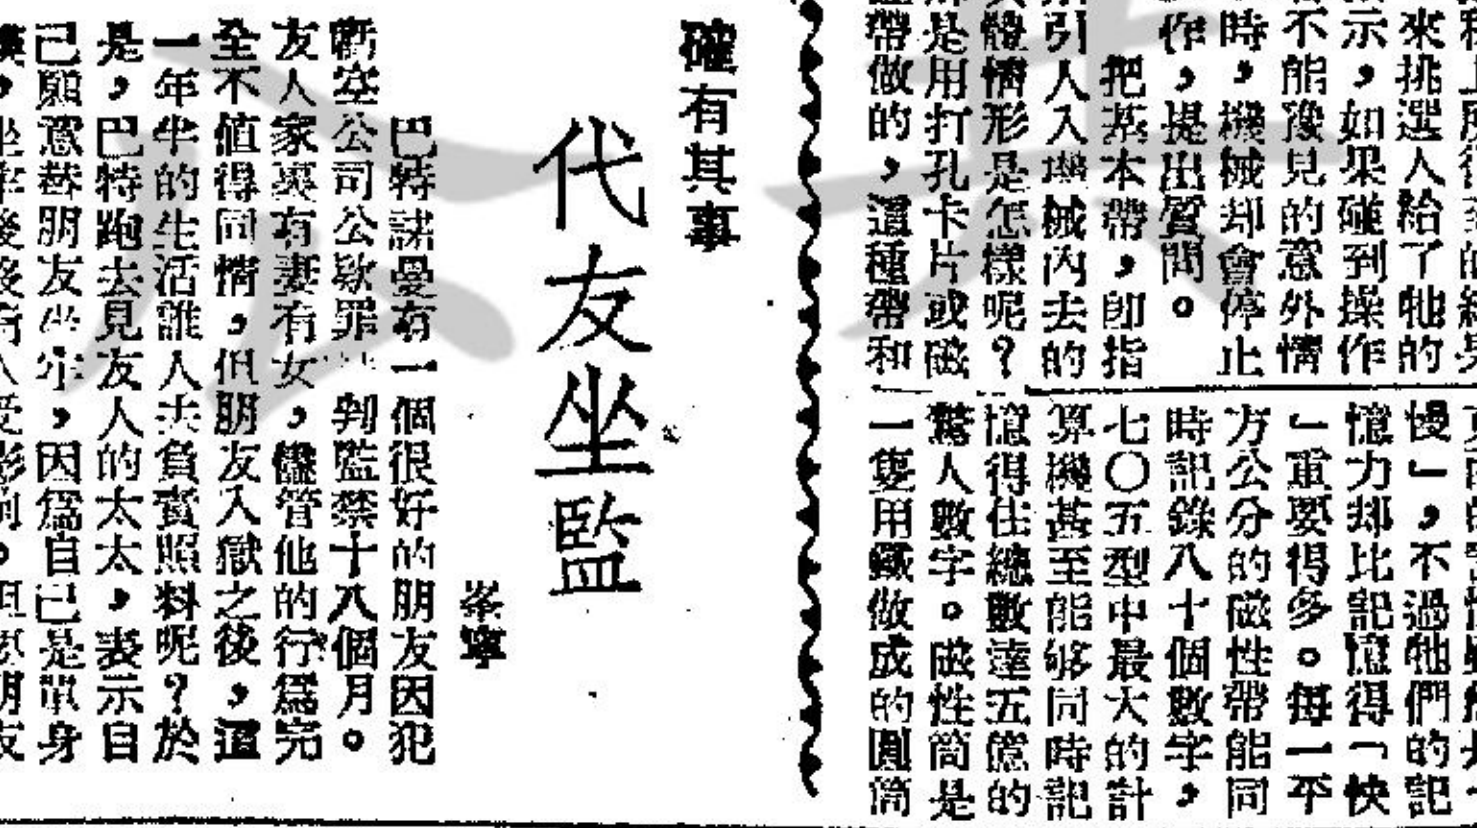 來挑選人給了牠的
示，如果碰到操作
不能豫見的意外情
時，機械却會停止
作，提出質問。
把基本帶，即指
引人入機械內去的
體情形是怎樣呢？
是用打孔卡片或磁
帶做的，這種帶和
慢」，不過牠們的記
憶力却比記憶得「快
」重要得多。每一平
方公分的磁性帶能同
時記錄八十個數字，
七〇五型中最大的計
算機甚至能够同時記
憶得住總數達五億的
驚人數字。磁性筒是
一隻用鐵做成的圓筒
確有其事
代友坐監
峯寧
巴特諾曼有一個很好的朋友因犯
虧空公司公欵罪判監禁十八個月。
友人家裏有妻有女，儘管他的行爲完
全不值得同情，但朋友入獄之後，這
一年半的生活誰人去負責照料呢？於
是，巴特跑去見友人的太太，表示自
己願意替朋友坐牢，因爲自己是單身